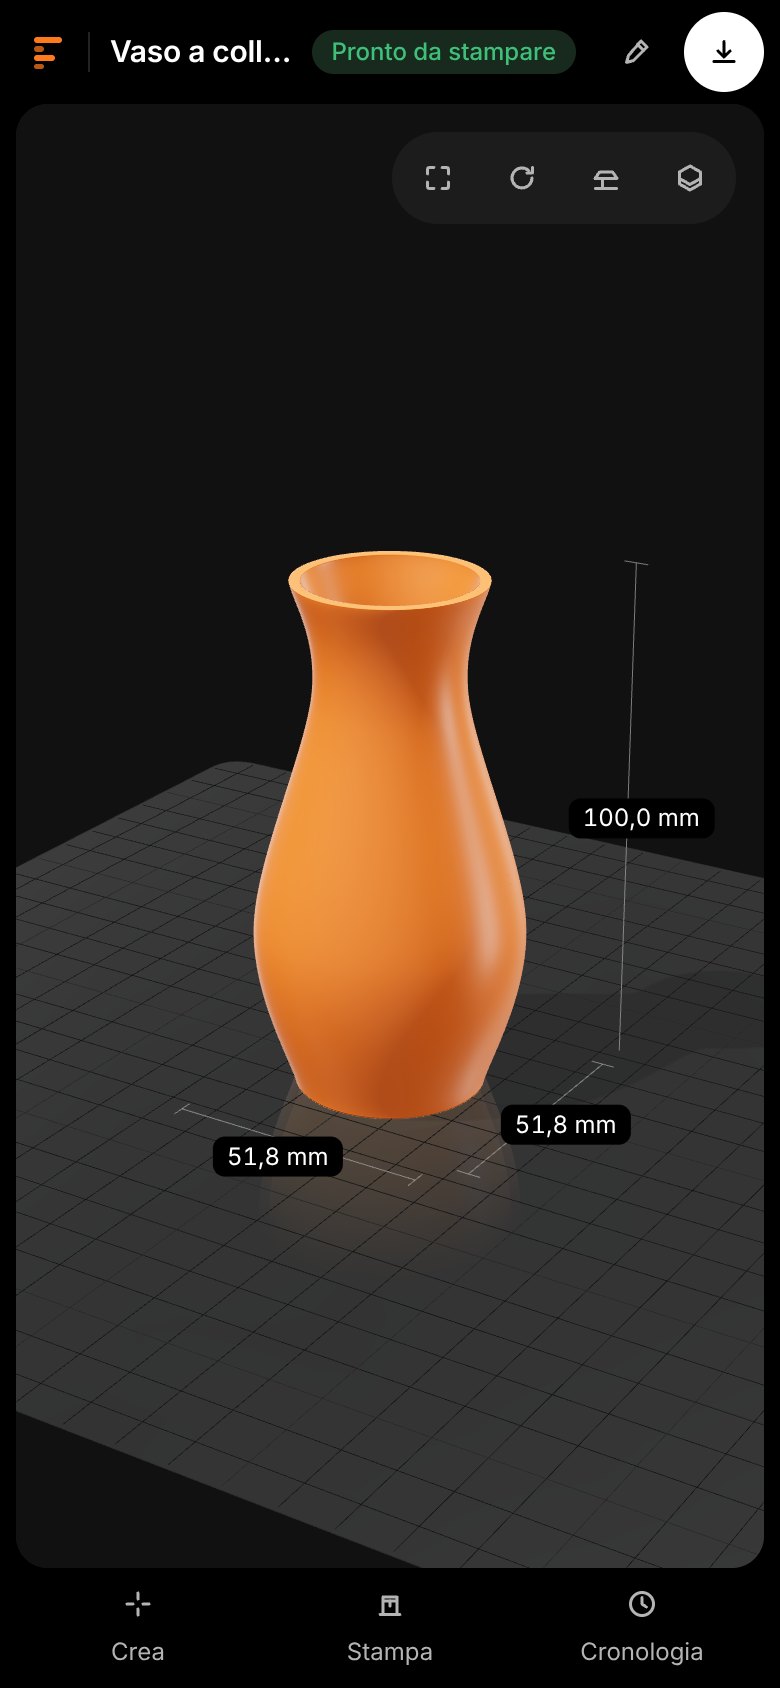 Vaso a coll...
Pronto da stampare
100,0 mm
51,8 mm
51,8 mm
Crea
Stampa
Cronologia